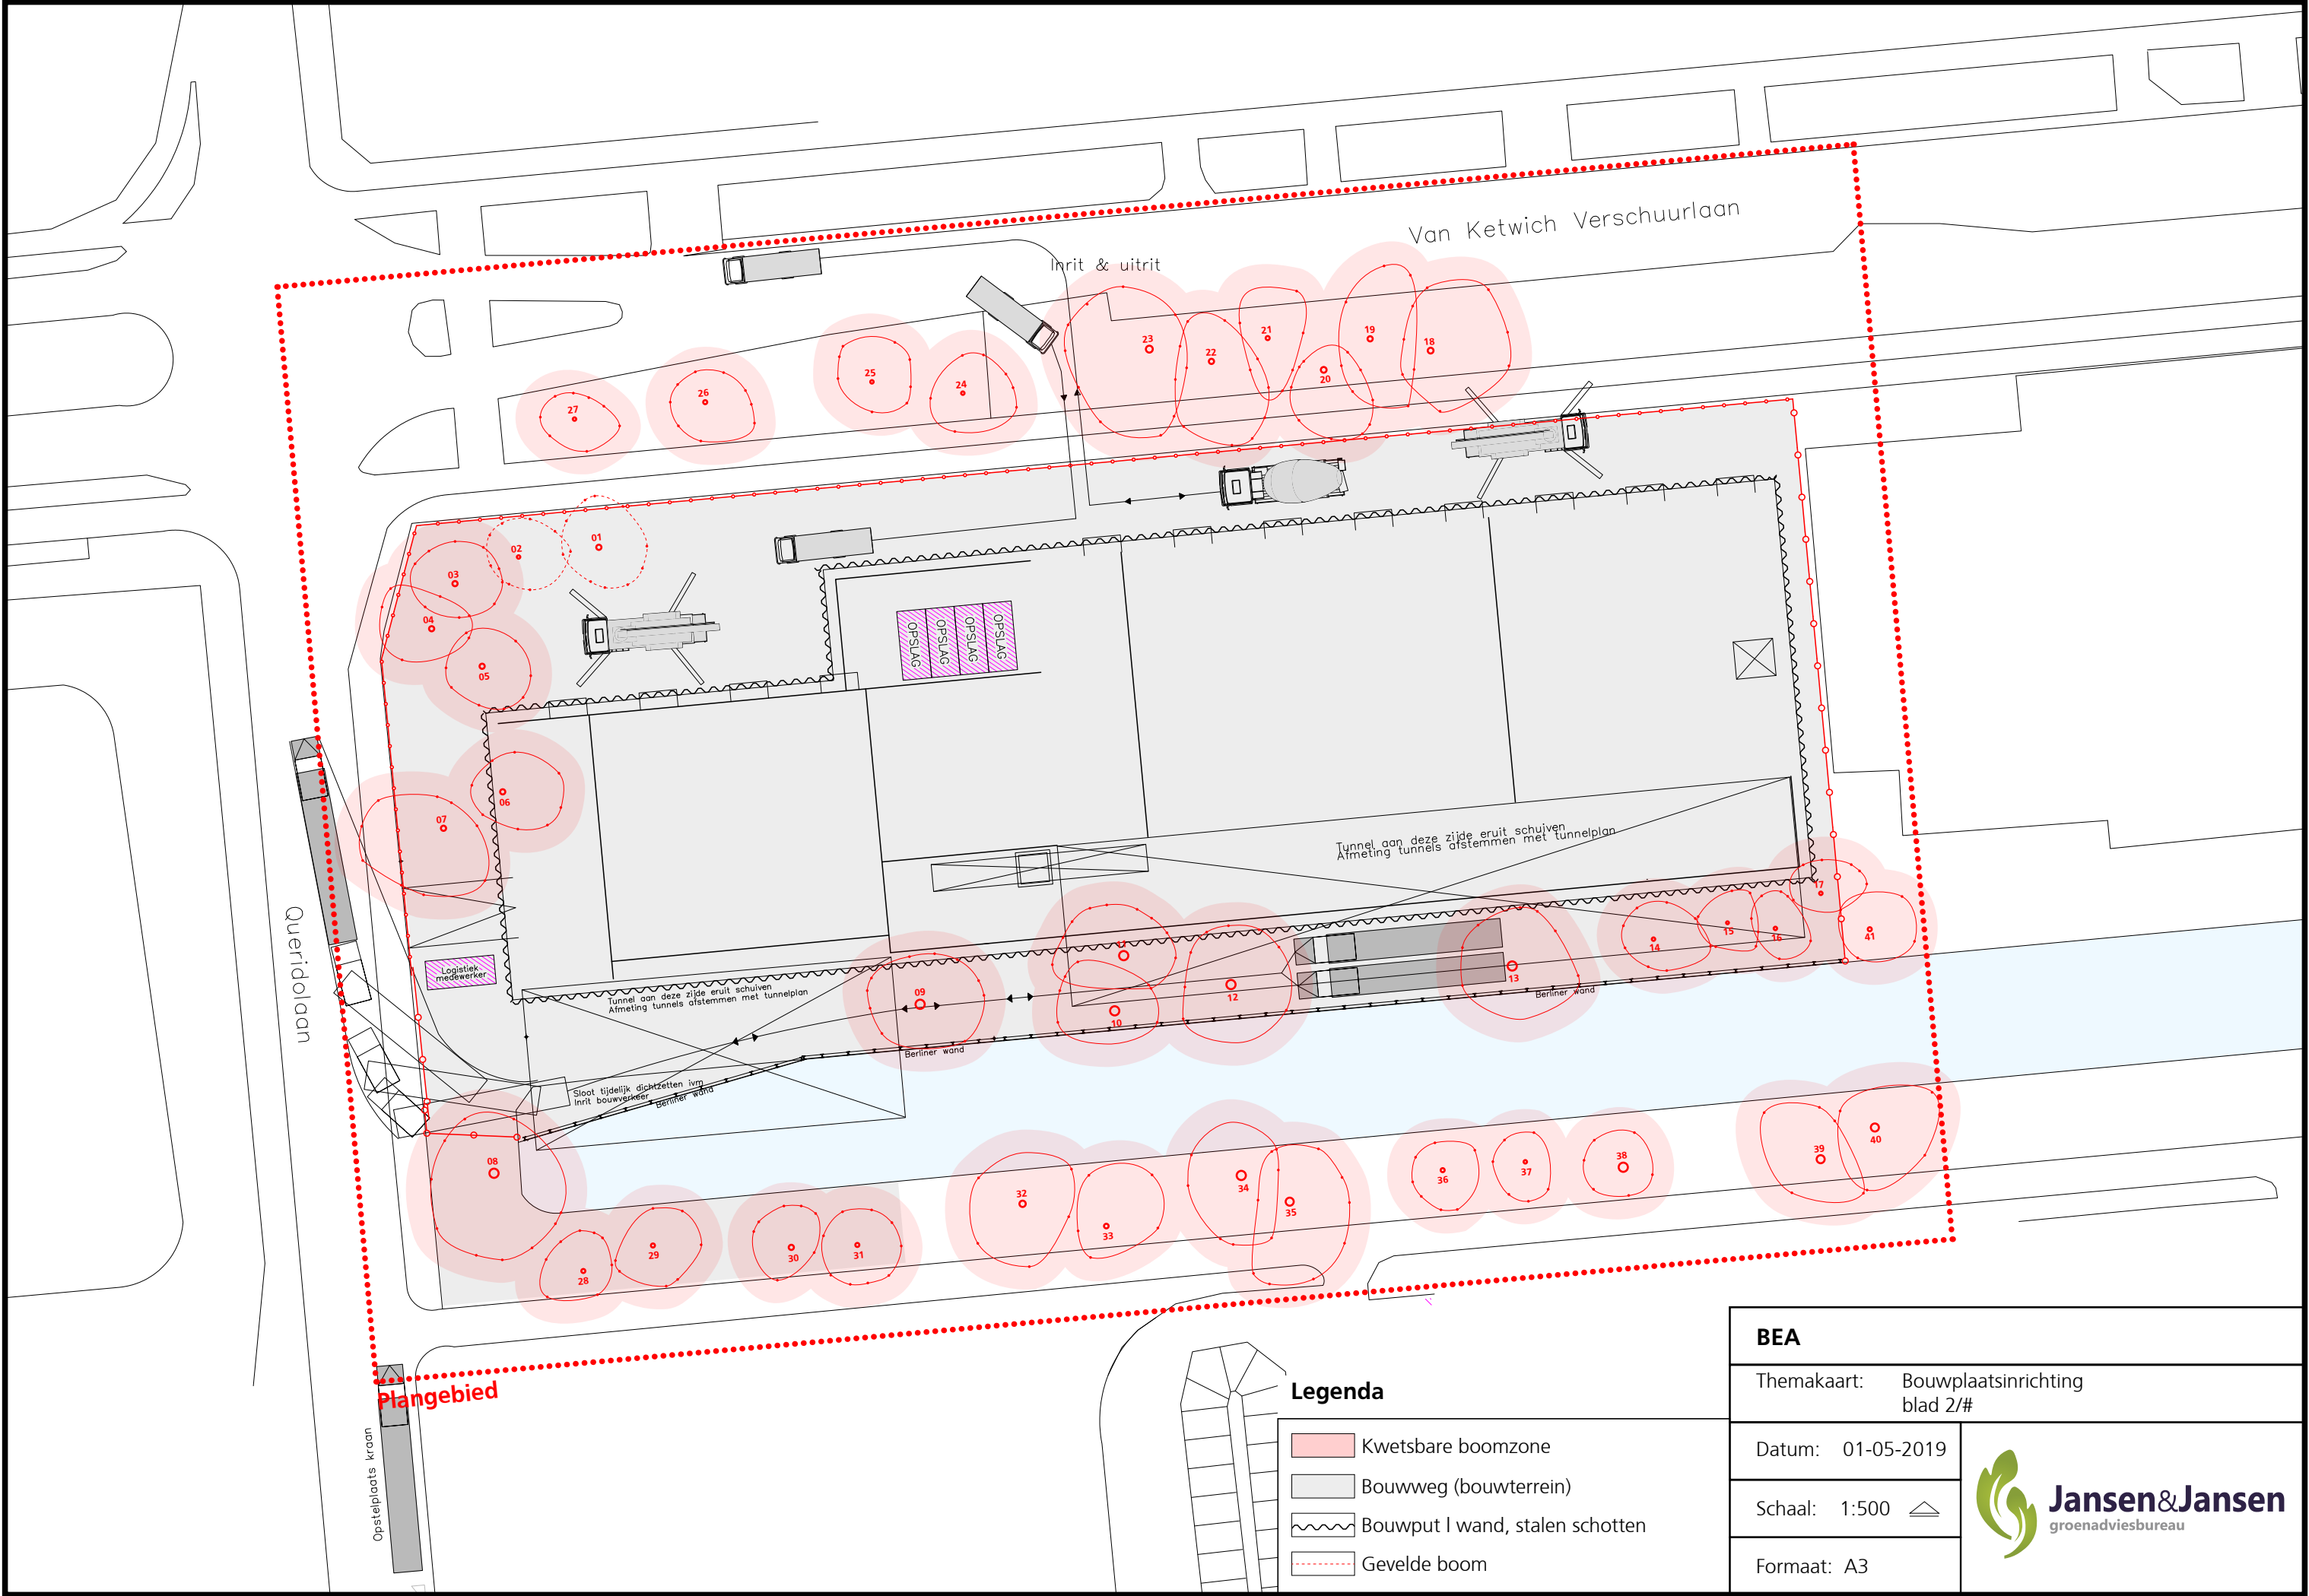 Van Ketwich Verschuurlaan
Inrit & uitrit
23
22
21
20
19
18
27
26
25
24
03
02
01
04
05
OPSLAG
OPSLAG
OPSLAG
OPSLAG
06
07
Tunnel aan deze zijde eruit schuiven
Afmeting tunnels afstemmen met tunnelplan
17
14
15
16
41
Queridolaan
Logistiek
medewerker
Tunnel aan deze zijde eruit schuiven
Afmeting tunnels afstemmen met tunnelplan
09
10
12
13
Berliner wand
Berliner wand
Sloot tijdelijk dichtzetten ivm
Inrit bouwverkeer
Berliner wand
08
28
29
30
31
32
33
34
35
36
37
38
39
40
Plangebied
Opstelplaats kraan
Legenda
Kwetsbare boomzone
Bouwweg (bouwterrein)
Bouwput l wand, stalen schotten
Gevelde boom
BEA
Themakaart: Bouwplaatsinrichting
blad 2/#
Datum: 01-05-2019
Schaal: 1:500
Formaat: A3
Jansen&Jansen
groenadviesbureau